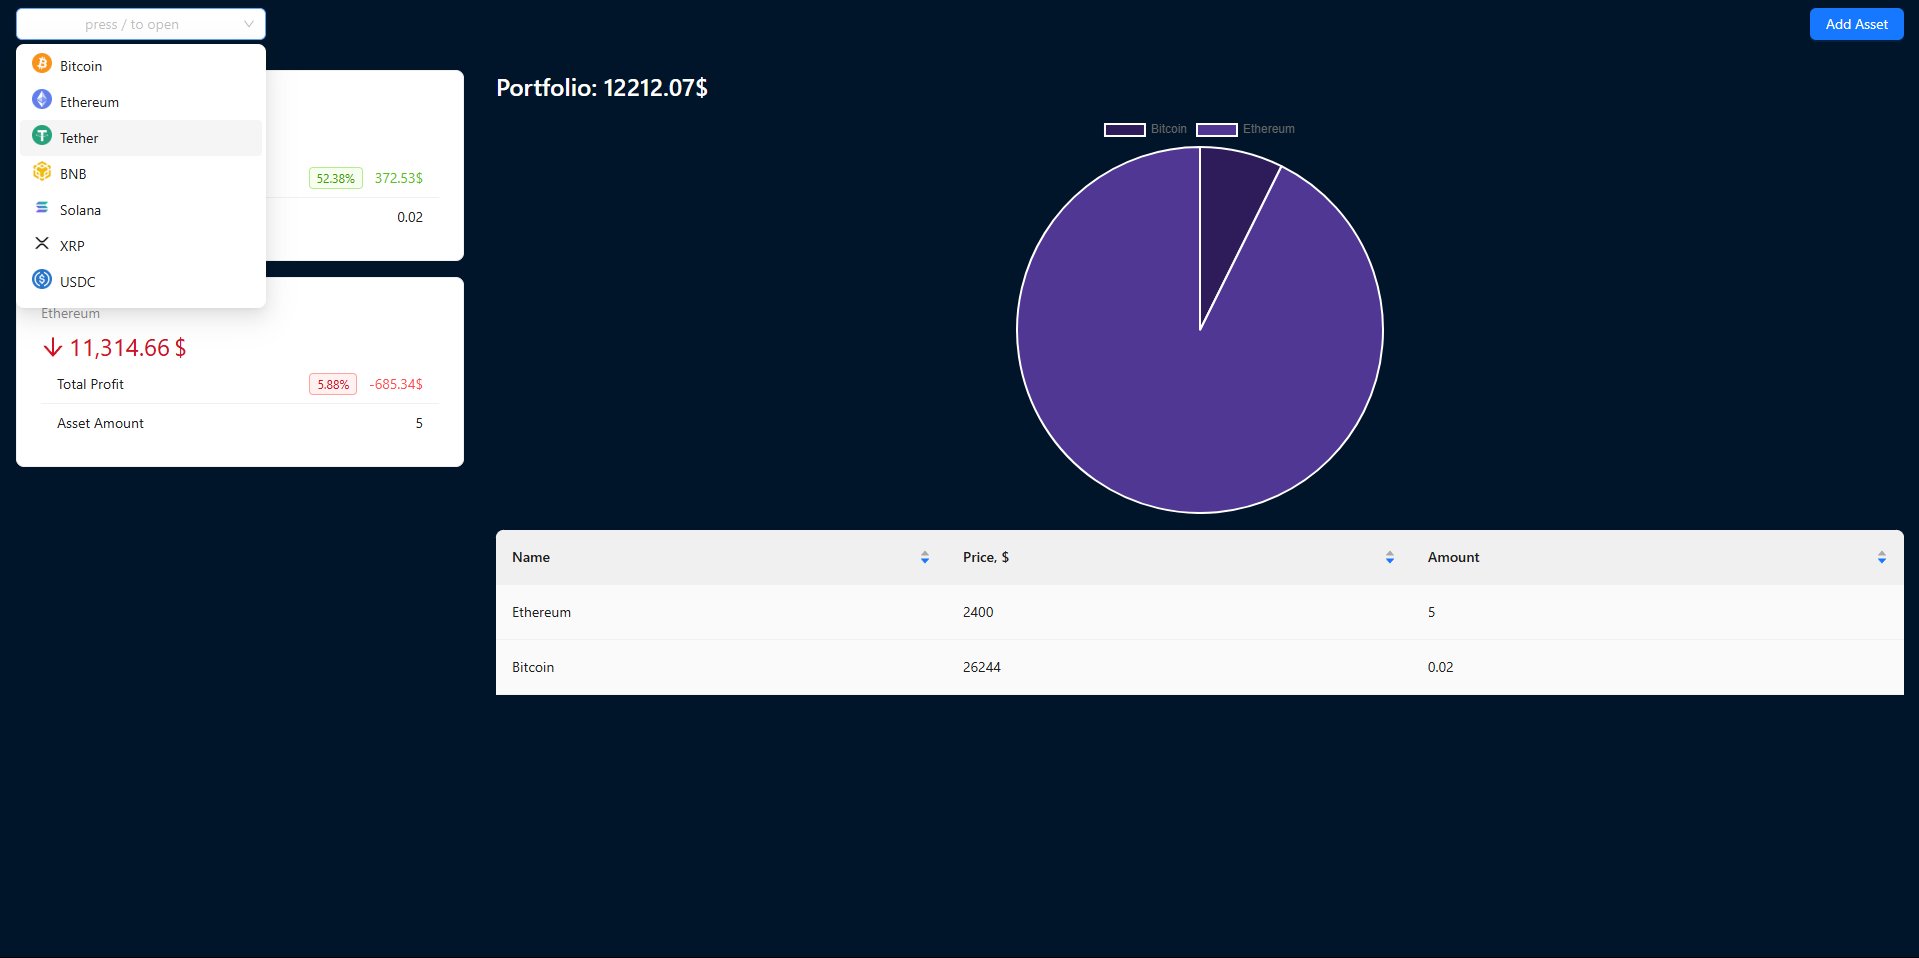 press / to open
Add Asset
Bitcoin
Ethereum
Tether
BNB
Solana
XRP
USDC
52.38% 372.53$
0.02
Ethereum
11,314.66 $
Total Profit 5.88% -685.34$
Asset Amount 5
Portfolio: 12212.07$
Bitcoin Ethereum
Name Price, $ Amount
Ethereum 2400 5
Bitcoin 26244 0.02